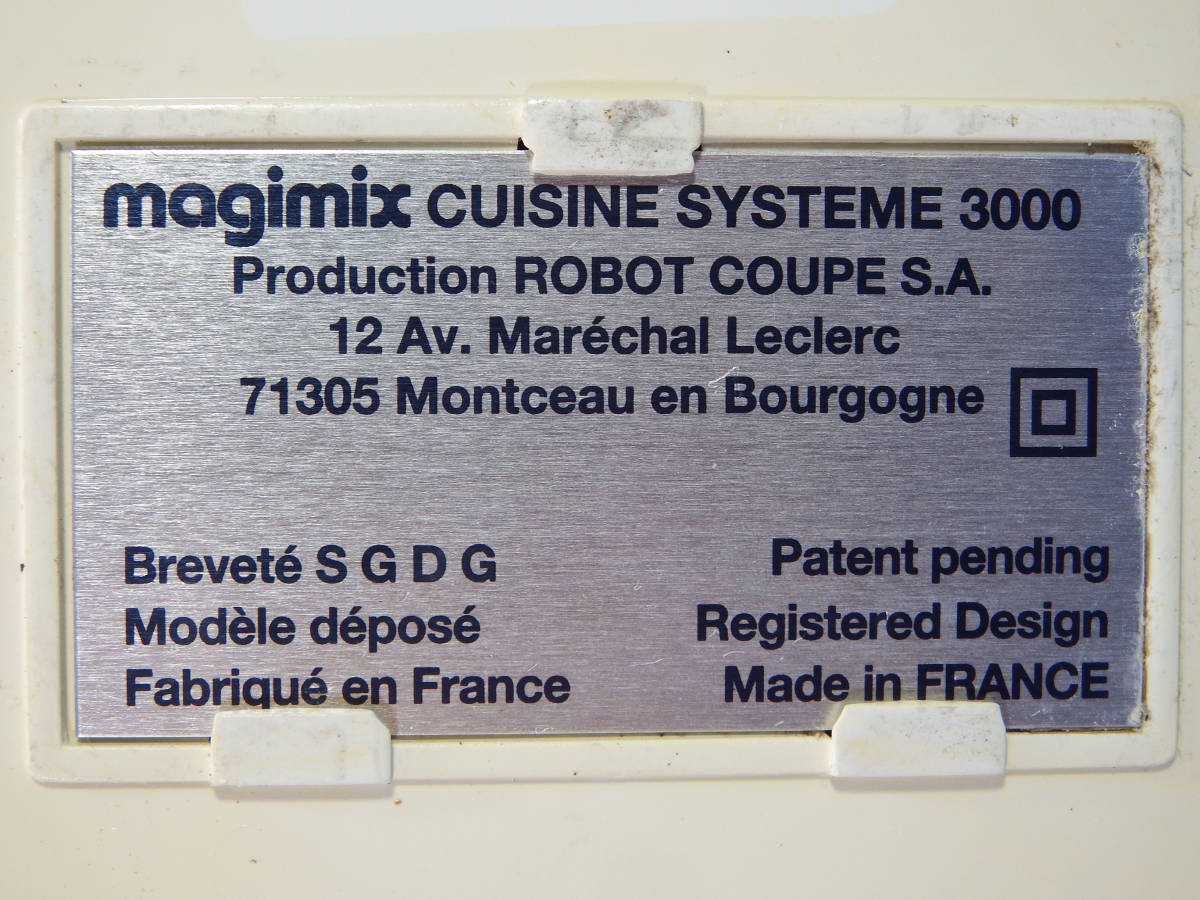 magimix CUISINE SYSTEME 3000
Production ROBOT COUPE S.A.
12 Av. Maréchal Leclerc
71305 Montceau en Bourgogne
Breveté S G D G
Patent pending
Modèle déposé
Registered Design
Fabriqué en France
Made in FRANCE